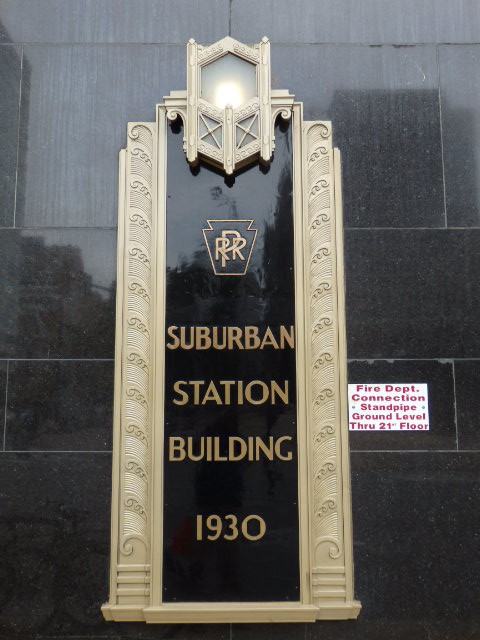 PRR
SUBURBAN
STATION
BUILDING
1930
Fire Dept.
Connection
• Standpipe •
Ground Level
Thru 21st Floor